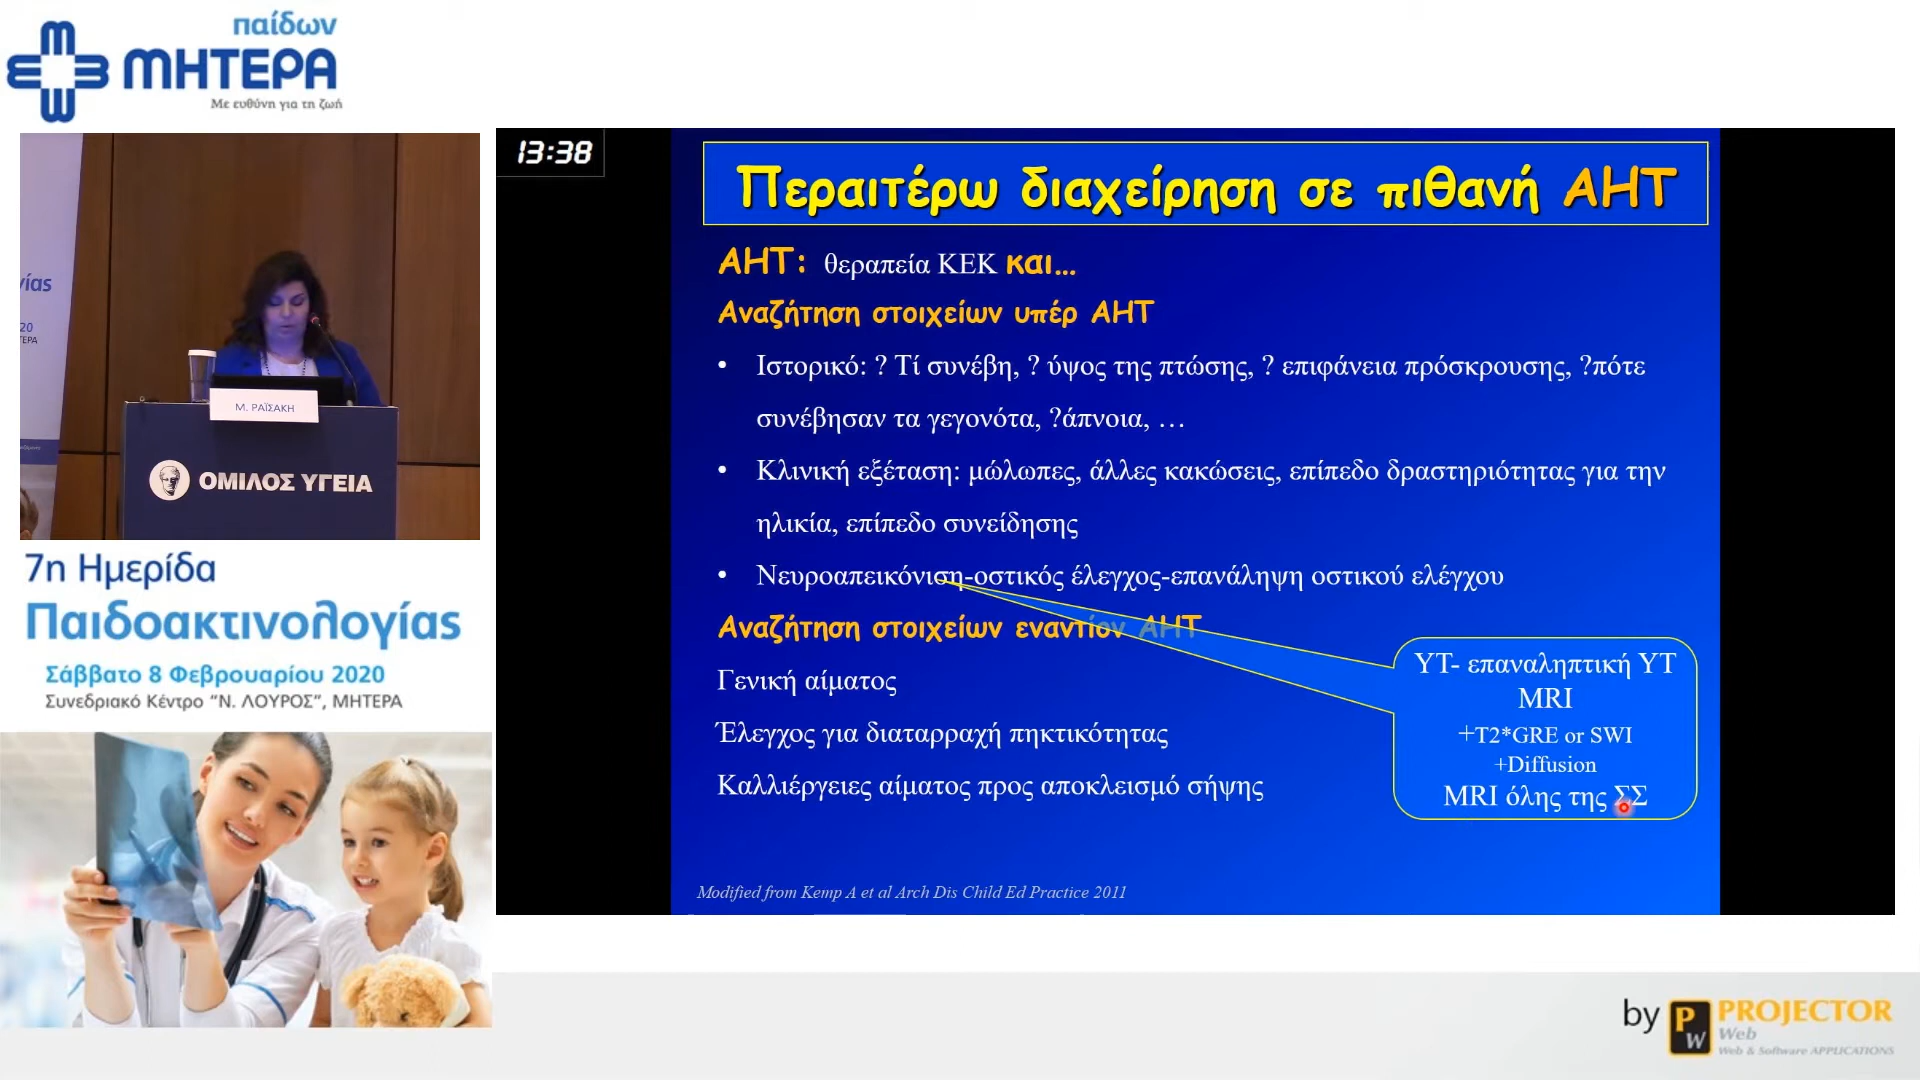 παίδων
ΜΗΤΕΡΑ
Με ευθύνη για τη ζωή
ίας
20
ΤΕΡΑ
Μ. ΡΑΪΣΑΚΗ
ΟΜΙΛΟΣ ΥΓΕΙΑ
7η Ημερίδα
Παιδοακτινολογίας
Σάββατο 8 Φεβρουαρίου 2020
Συνεδριακό Κέντρο “Ν. ΛΟΥΡΟΣ”, ΜΗΤΕΡΑ
13:38
Περαιτέρω διαχείρηση σε πιθανή ΑΗΤ
ΑΗΤ: θεραπεία ΚΕΚ και...
Αναζήτηση στοιχείων υπέρ ΑΗΤ
• Ιστορικό: ? Τί συνέβη, ? ύψος της πτώσης, ? επιφάνεια πρόσκρουσης, ?πότε
συνέβησαν τα γεγονότα, ?άπνοια, …
• Κλινική εξέταση: μώλωπες, άλλες κακώσεις, επίπεδο δραστηριότητας για την
ηλικία, επίπεδο συνείδησης
• Νευροαπεικόνιση-οστικός έλεγχος-επανάληψη οστικού ελέγχου
Αναζήτηση στοιχείων εναντίον ΑΗΤ
Γενική αίματος
Έλεγχος για διαταρραχή πηκτικότητας
Καλλιέργειες αίματος προς αποκλεισμό σήψης
ΥΤ- επαναληπτική ΥΤ
MRI
+T2*GRE or SWI
+Diffusion
MRI όλης της ΣΣ
Modified from Kemp A et al Arch Dis Child Ed Practice 2011
by PW PROJECTOR
Web
Web & Software APPLICATIONS